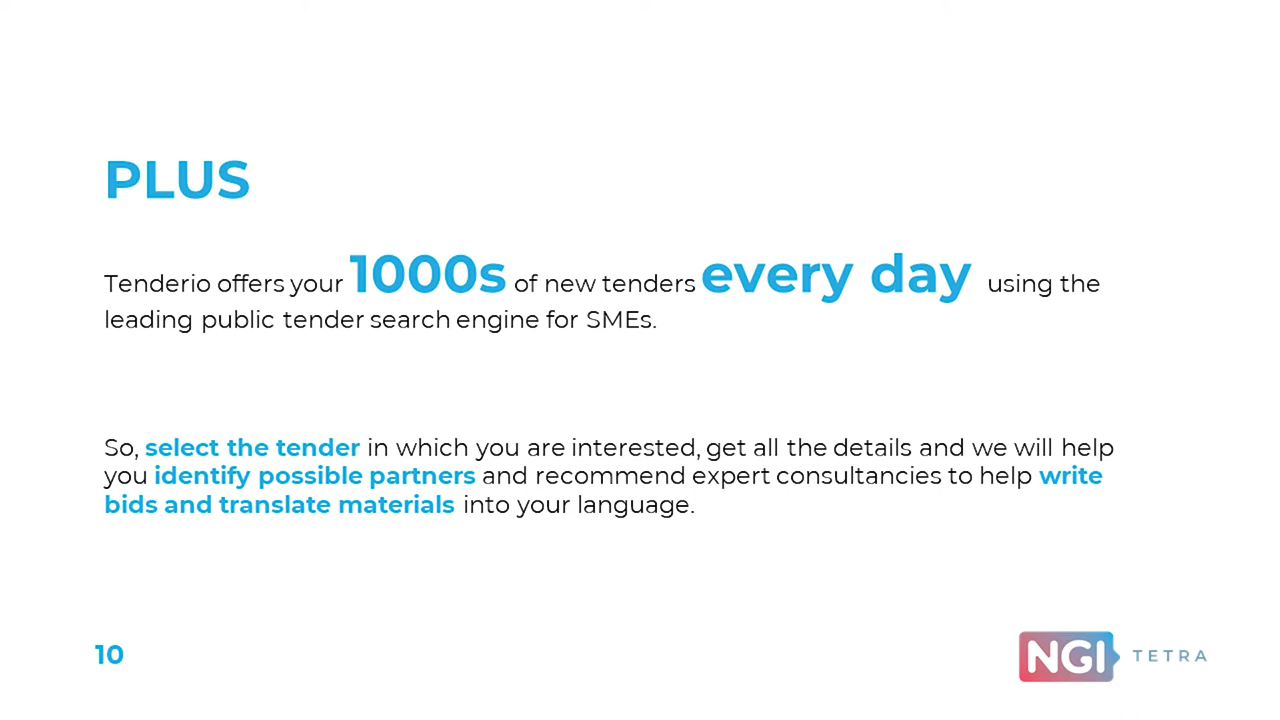 PLUS
Tenderio offers your 1000s of new tenders every day using the
leading public tender search engine for SMEs.
So, select the tender in which you are interested, get all the details and we will help
you identify possible partners and recommend expert consultancies to help write
bids and translate materials into your language.
10
NGI TETRA